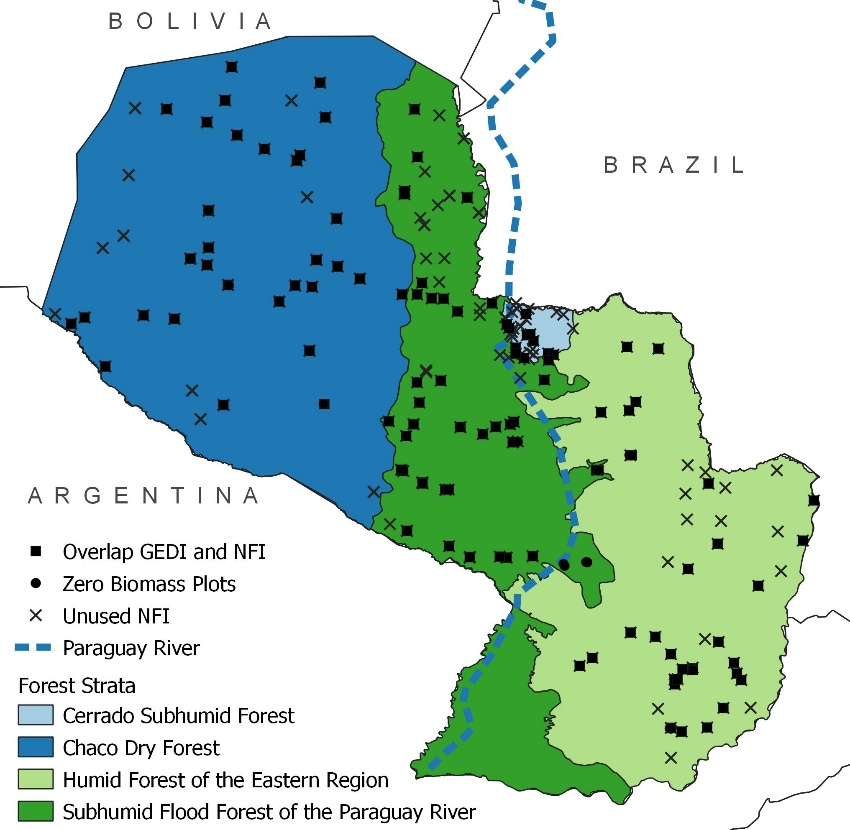 BOLIVIA
BRAZIL
ARGENTINA
Overlap GEDI and NFI
Zero Biomass Plots
Unused NFI
Paraguay River
Forest Strata
Cerrado Subhumid Forest
Chaco Dry Forest
Humid Forest of the Eastern Region
Subhumid Flood Forest of the Paraguay River